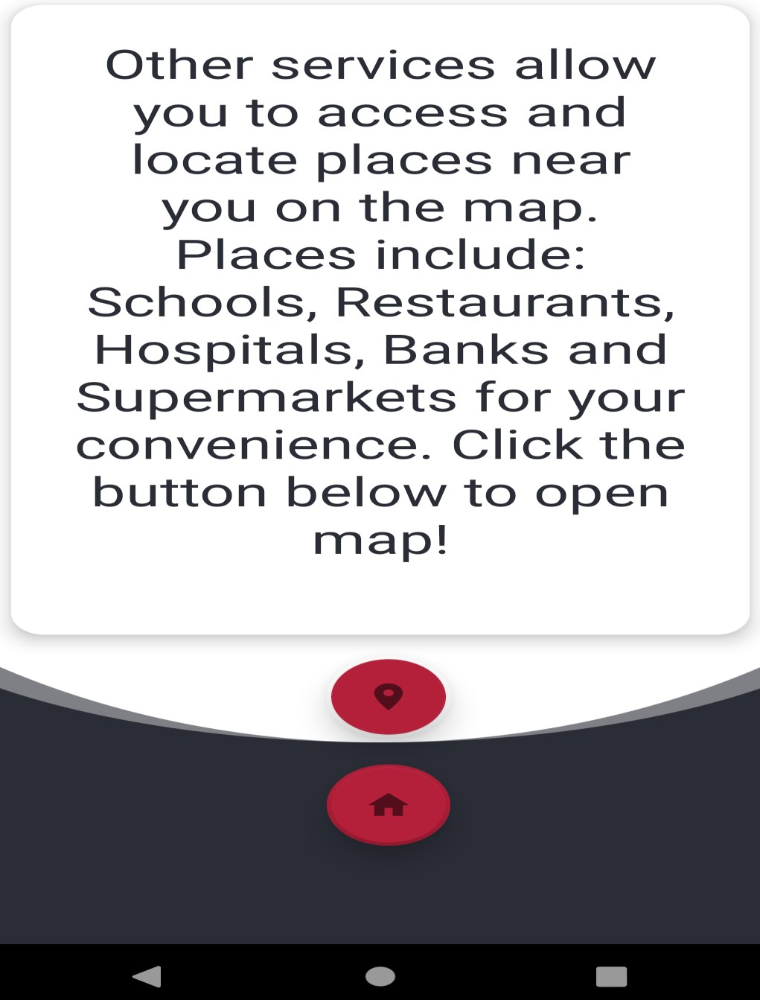 Other services allow
you to access and
locate places near
you on the map.
Places include:
Schools, Restaurants,
Hospitals, Banks and
Supermarkets for your
convenience. Click the
button below to open
map!